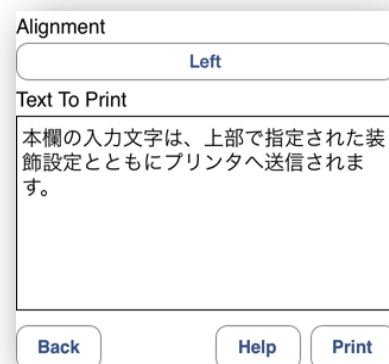 Alignment
Left
Text To Print
本欄の入力文字は、上部で指定された装
飾設定とともにプリンタへ送信されま
す。
Back Help Print